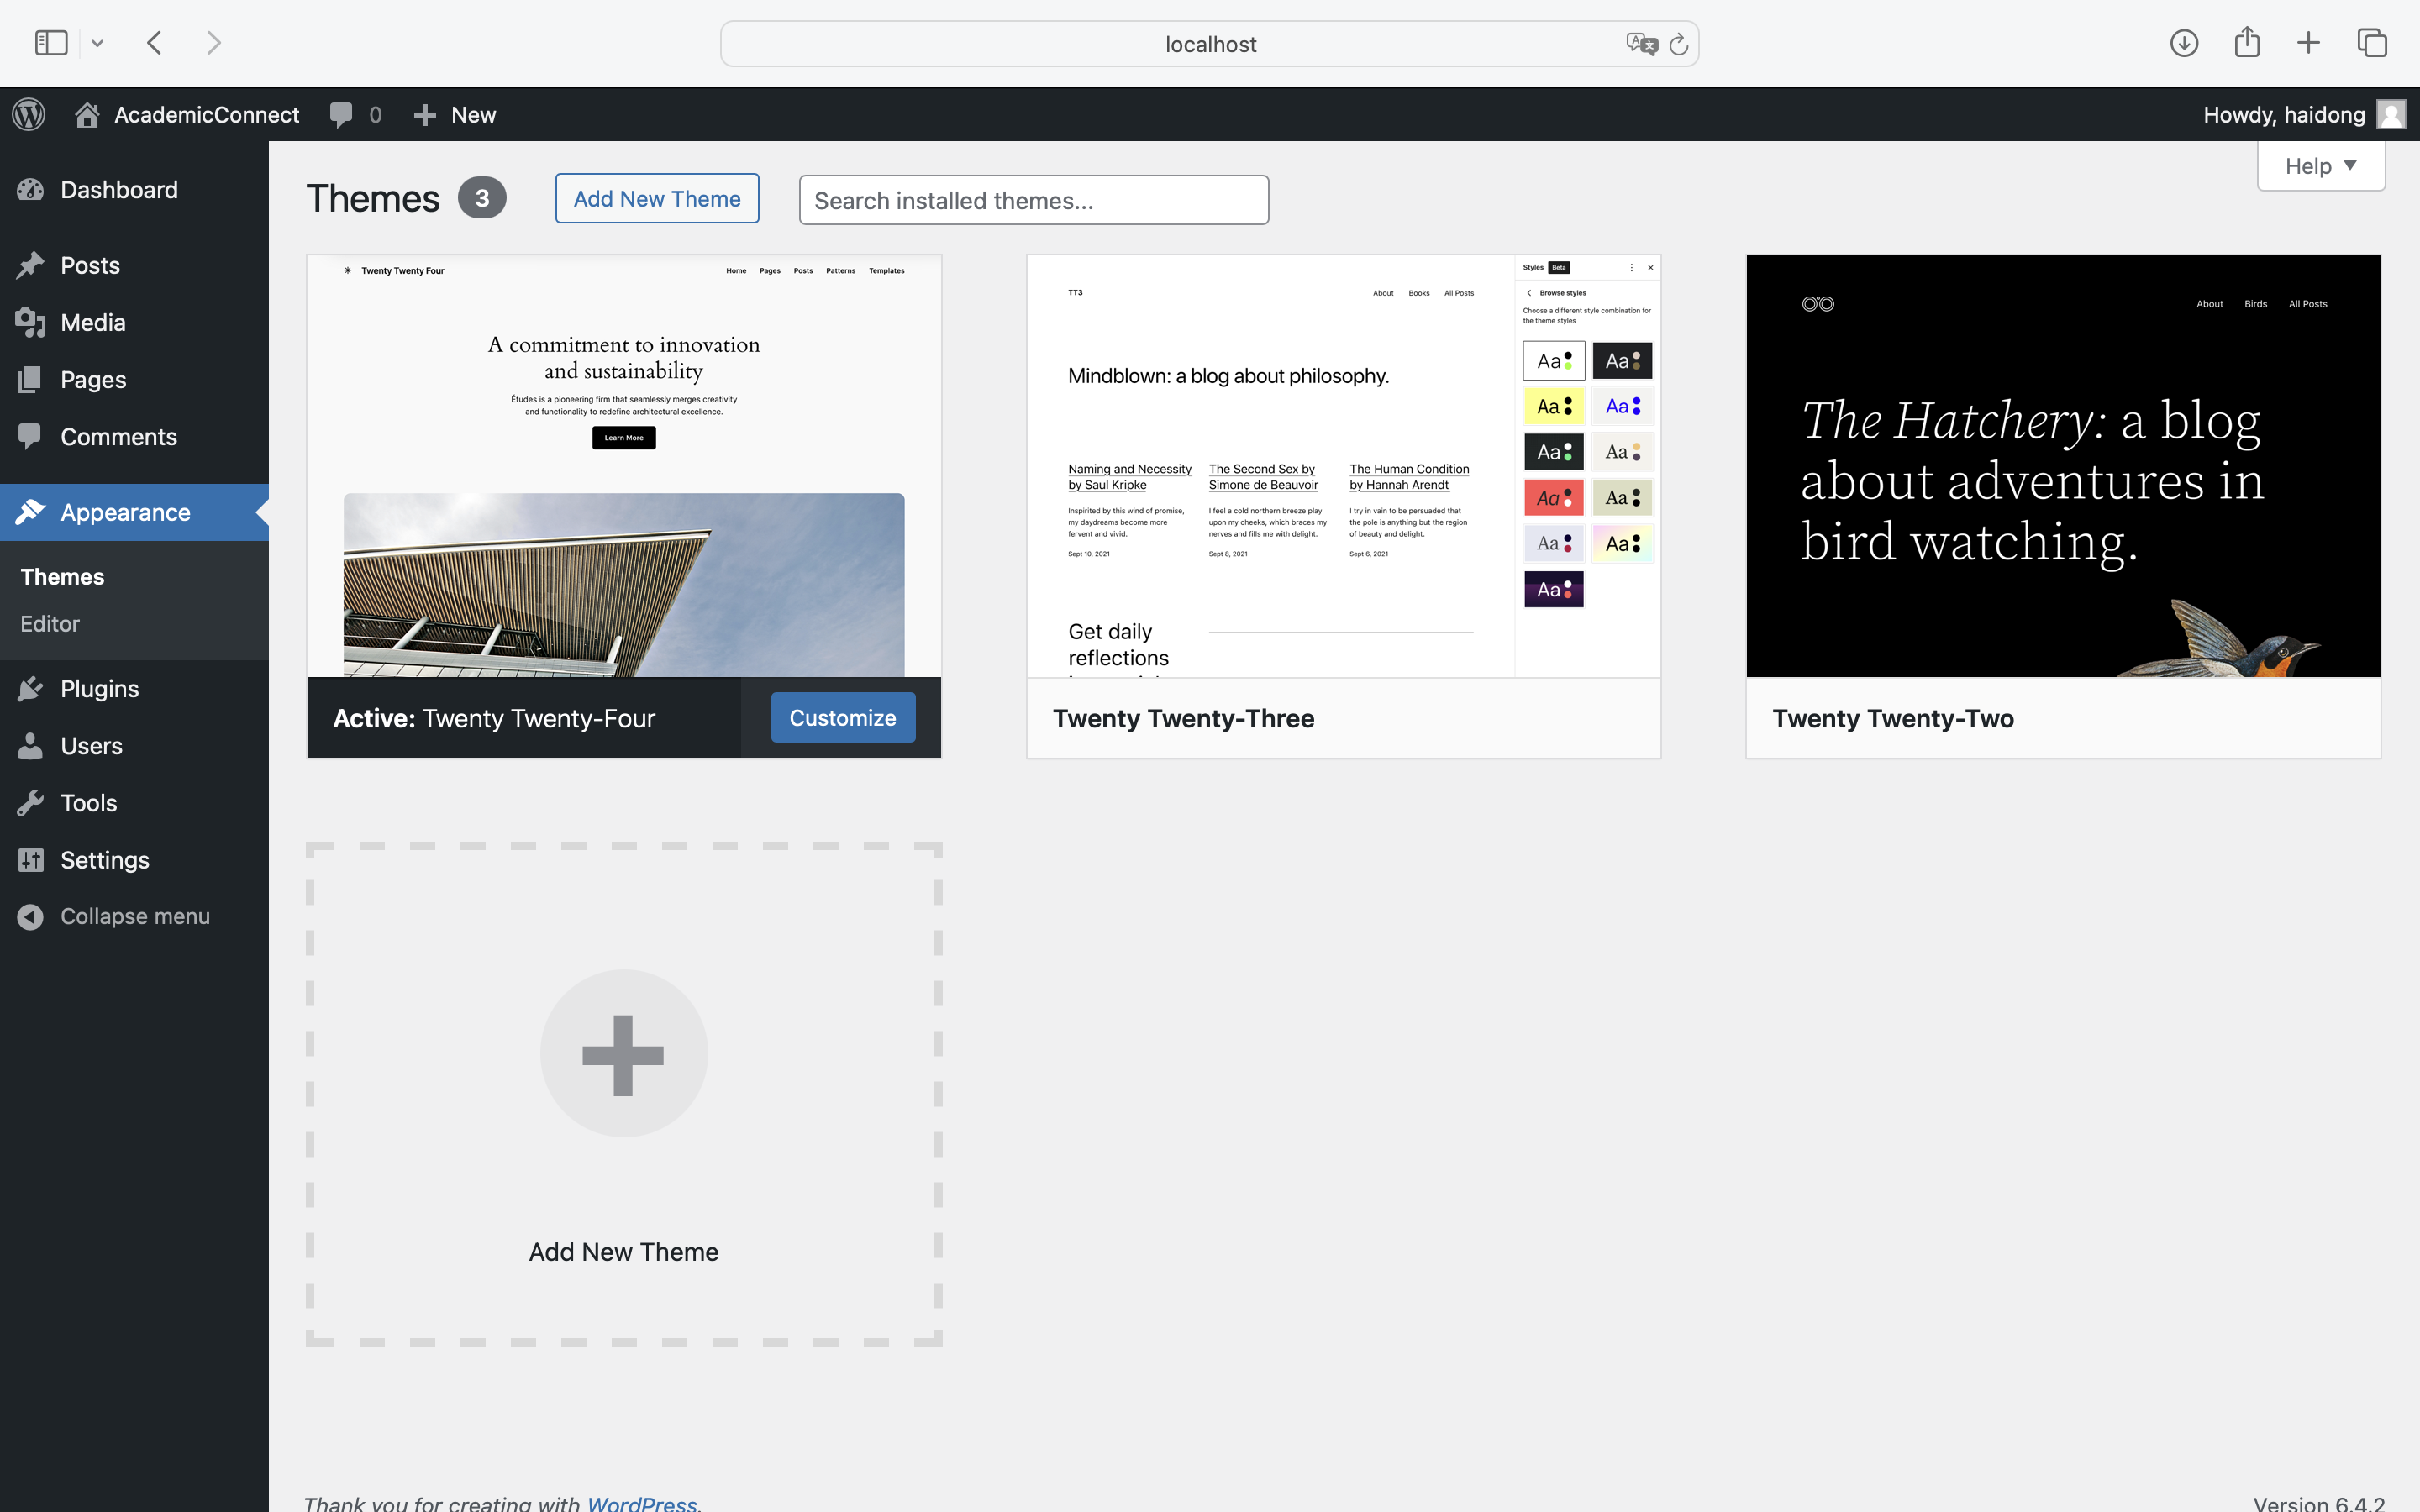 localhost
AcademicConnect
0
New
Howdy, haidong
Dashboard
Posts
Media
Pages
Comments
Appearance
Themes
Editor
Plugins
Users
Tools
Settings
Collapse menu
Themes 3
Add New Theme
Search installed themes...
Help
Twenty Twenty Four
Home Pages Posts Patterns Templates
A commitment to innovation
and sustainability
Études is a pioneering firm that seamlessly merges creativity
and functionality to redefine architectural excellence.
Learn More
Active: Twenty Twenty-Four
Customize
TT3
About Books All Posts
Mindblown: a blog about philosophy.
Naming and Necessity
by Saul Kripke
Inspirited by this wind of promise,
my daydreams become more
fervent and vivid.
Sept 10, 2021
The Second Sex by
Simone de Beauvoir
I feel a cold northern breeze play
upon my cheeks, which braces my
nerves and fills me with delight.
Sept 8, 2021
The Human Condition
by Hannah Arendt
I try in vain to be persuaded that
the pole is anything but the region
of beauty and delight.
Sept 6, 2021
Get daily
reflections
Styles Beta
Browse styles
Choose a different style combination for
the theme styles
Aa Aa
Aa Aa
Aa Aa
Aa Aa
Aa Aa
Aa
Twenty Twenty-Three
About Birds All Posts
The Hatchery: a blog
about adventures in
bird watching.
Twenty Twenty-Two
Add New Theme
Thank you for creating with WordPress.
Version 6.4.2